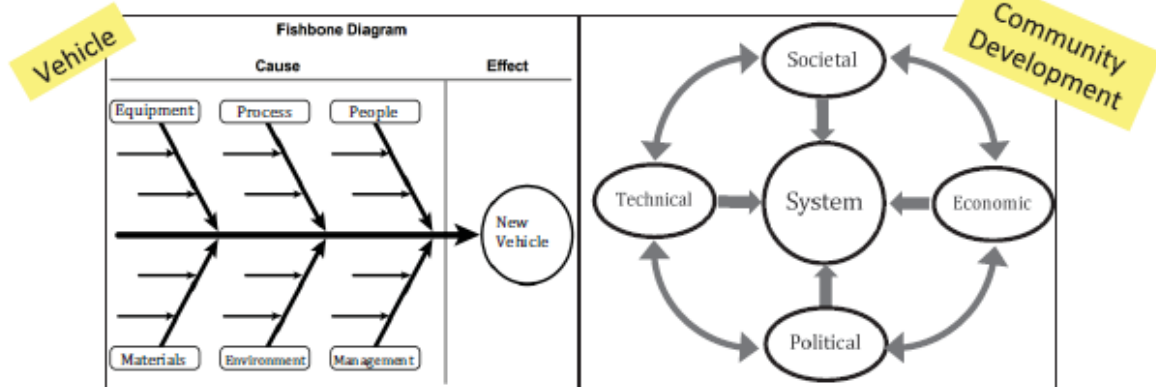 Vehicle
Fishbone Diagram
Cause
Effect
Equipment
Process
People
New
Vehicle
Materials
Environment
Management
Community
Development
Societal
Technical
System
Economic
Political